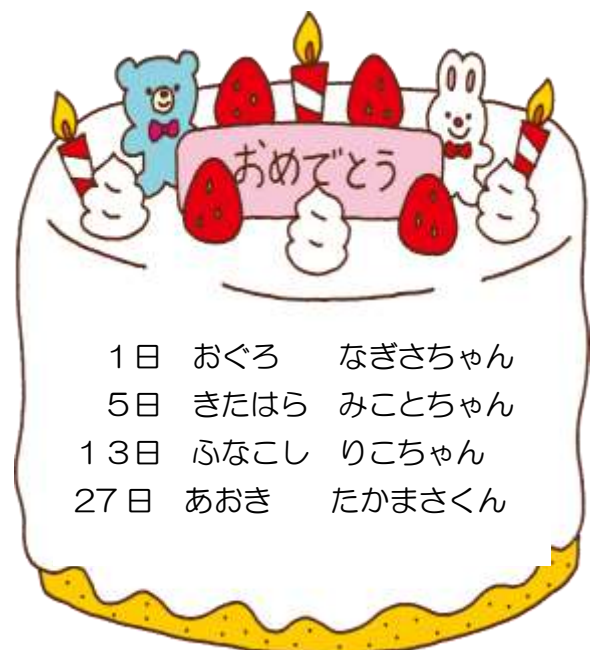 おめでとう
1日 おぐろ なぎさちゃん
5日 きたはら みことちゃん
13日 ふなこし りこちゃん
27日 あおき たかまさくん